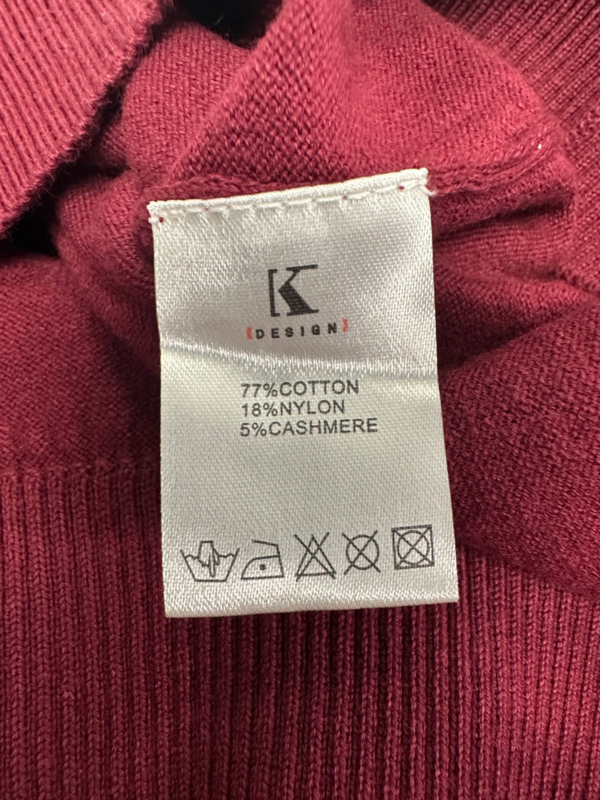 K
[DESIGN]
77%COTTON
18%NYLON
5%CASHMERE